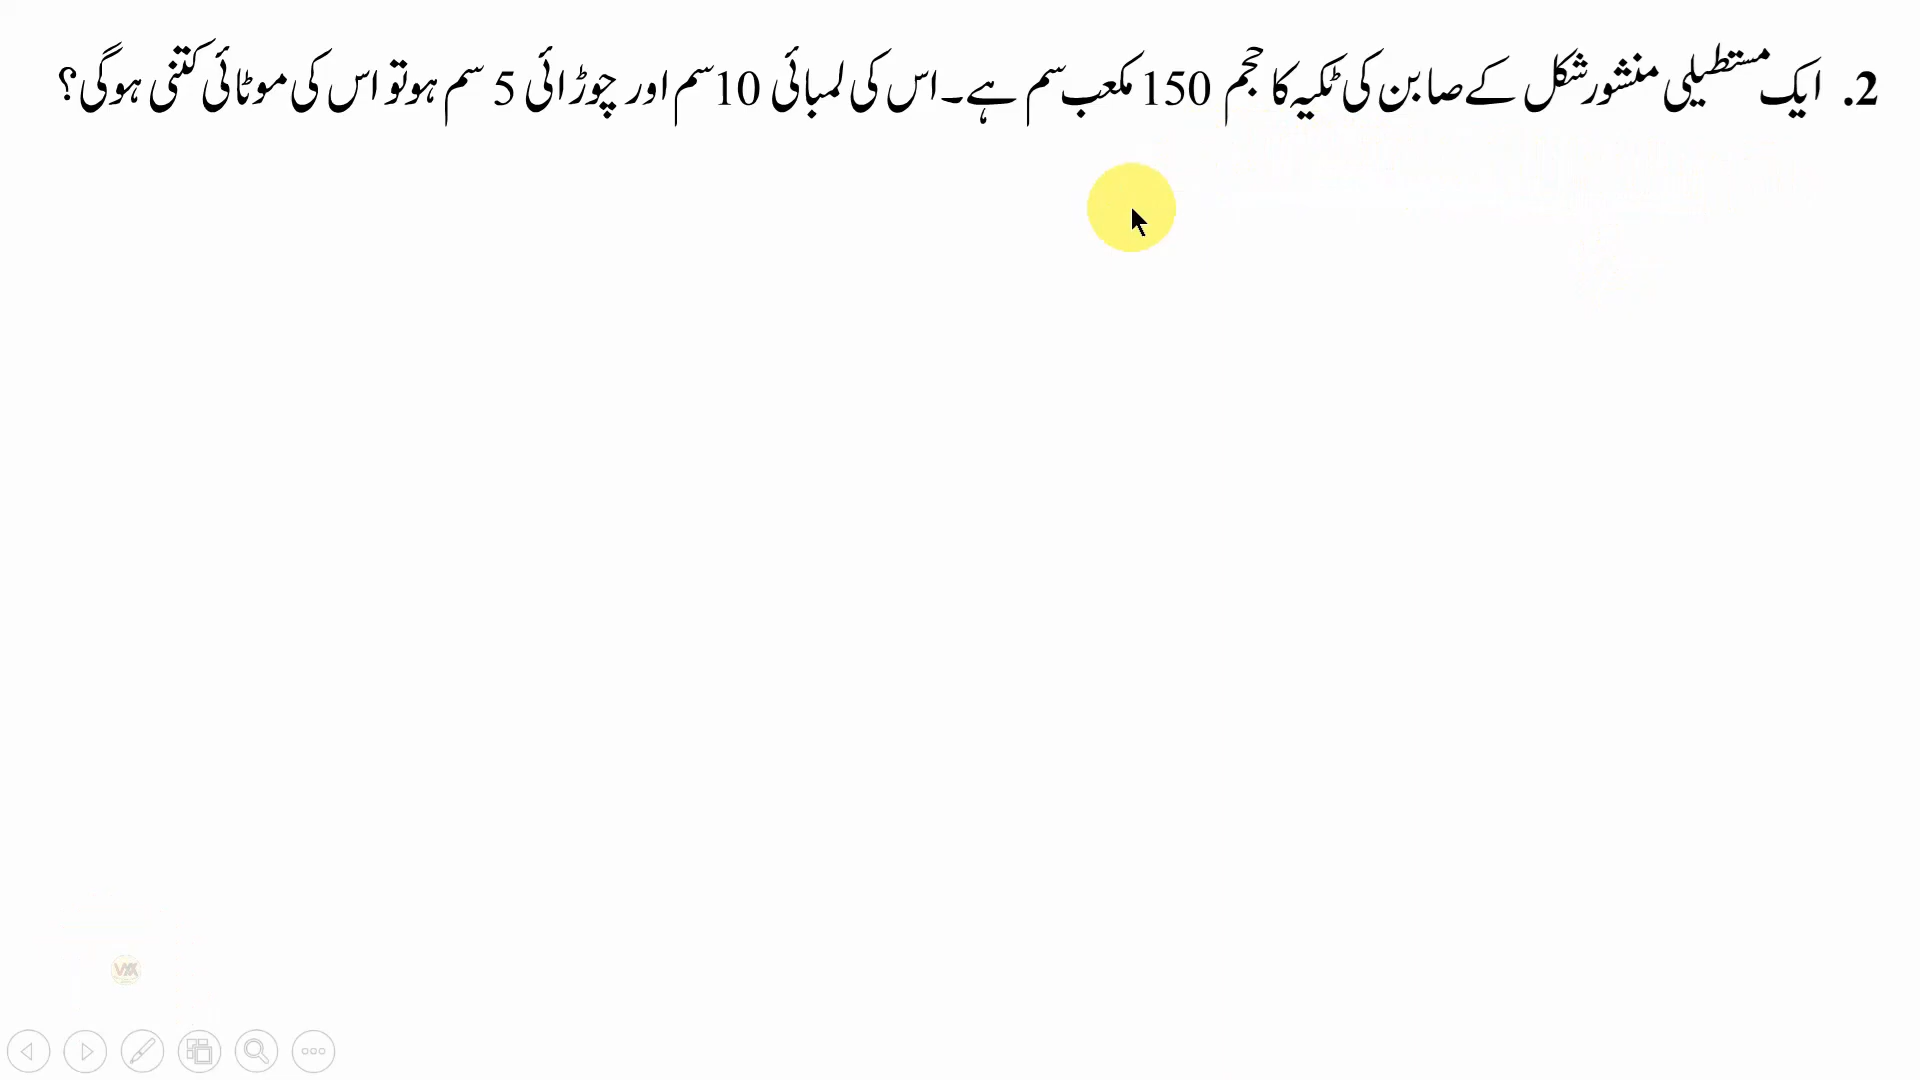 2. ایک مستطیلی منشور شکل کے صابن کی ٹکیہ کا حجم 150 مکعب سم ہے۔ اس کی لمبائی 10 سم اور چوڑائی 5 سم ہو تو اس کی موٹائی کتنی ہوگی؟